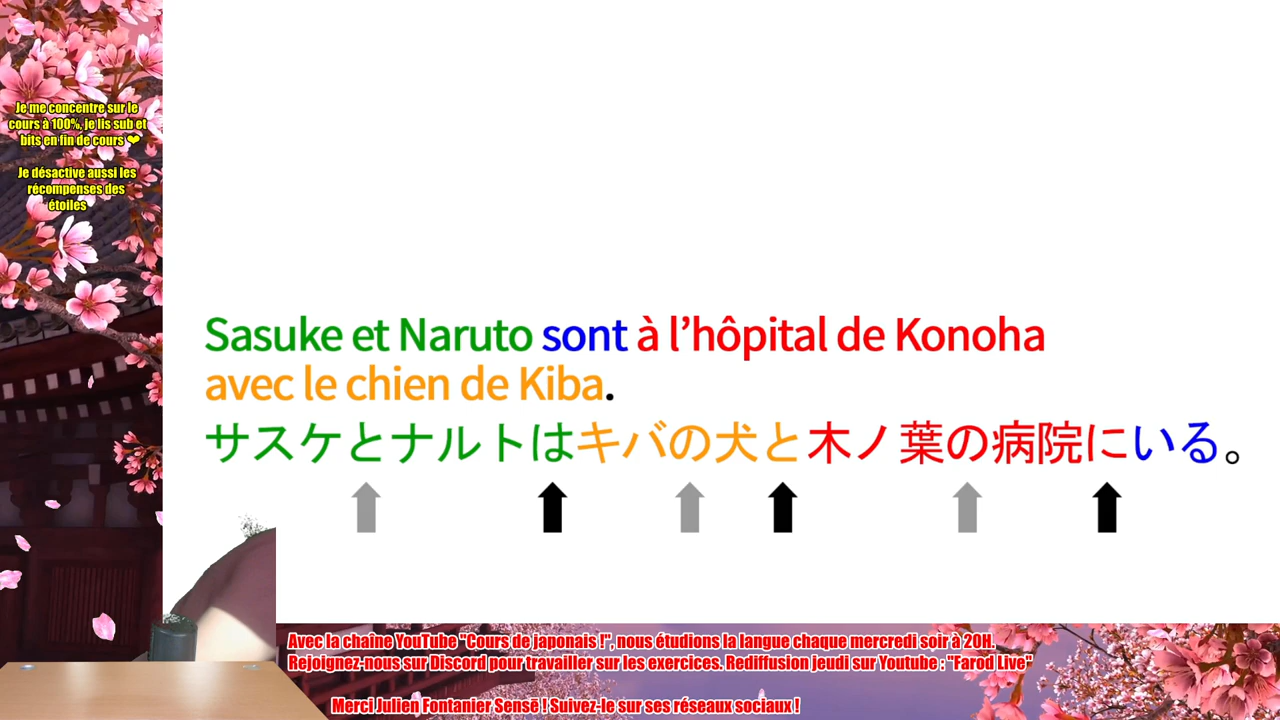 Je me concentre sur le
cours à 100%, je lis sub et
bits en fin de cours ❤
Je désactive aussi les
récompenses des
étoiles
Sasuke et Naruto sont à l’hôpital de Konoha
avec le chien de Kiba.
サスケとナルトはキバの犬と木ノ葉の病院にいる。
Avec la chaîne YouTube "Cours de japonais !", nous étudions la langue chaque mercredi soir à 20H.
Rejoignez-nous sur Discord pour travailler sur les exercices. Rediffusion jeudi sur Youtube : "Farod Live"
Merci Julien Fontanier Sensë ! Suivez-le sur ses réseaux sociaux !